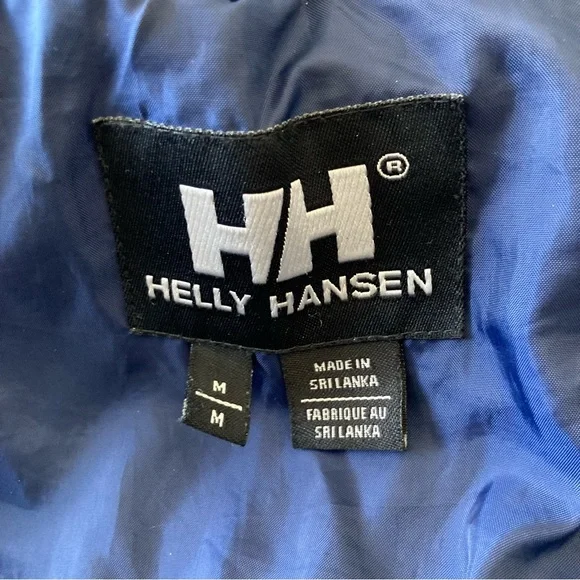 HH®
HELLY HANSEN
M
M
MADE IN
SRI LANKA
FABRIQUE AU
SRI LANKA